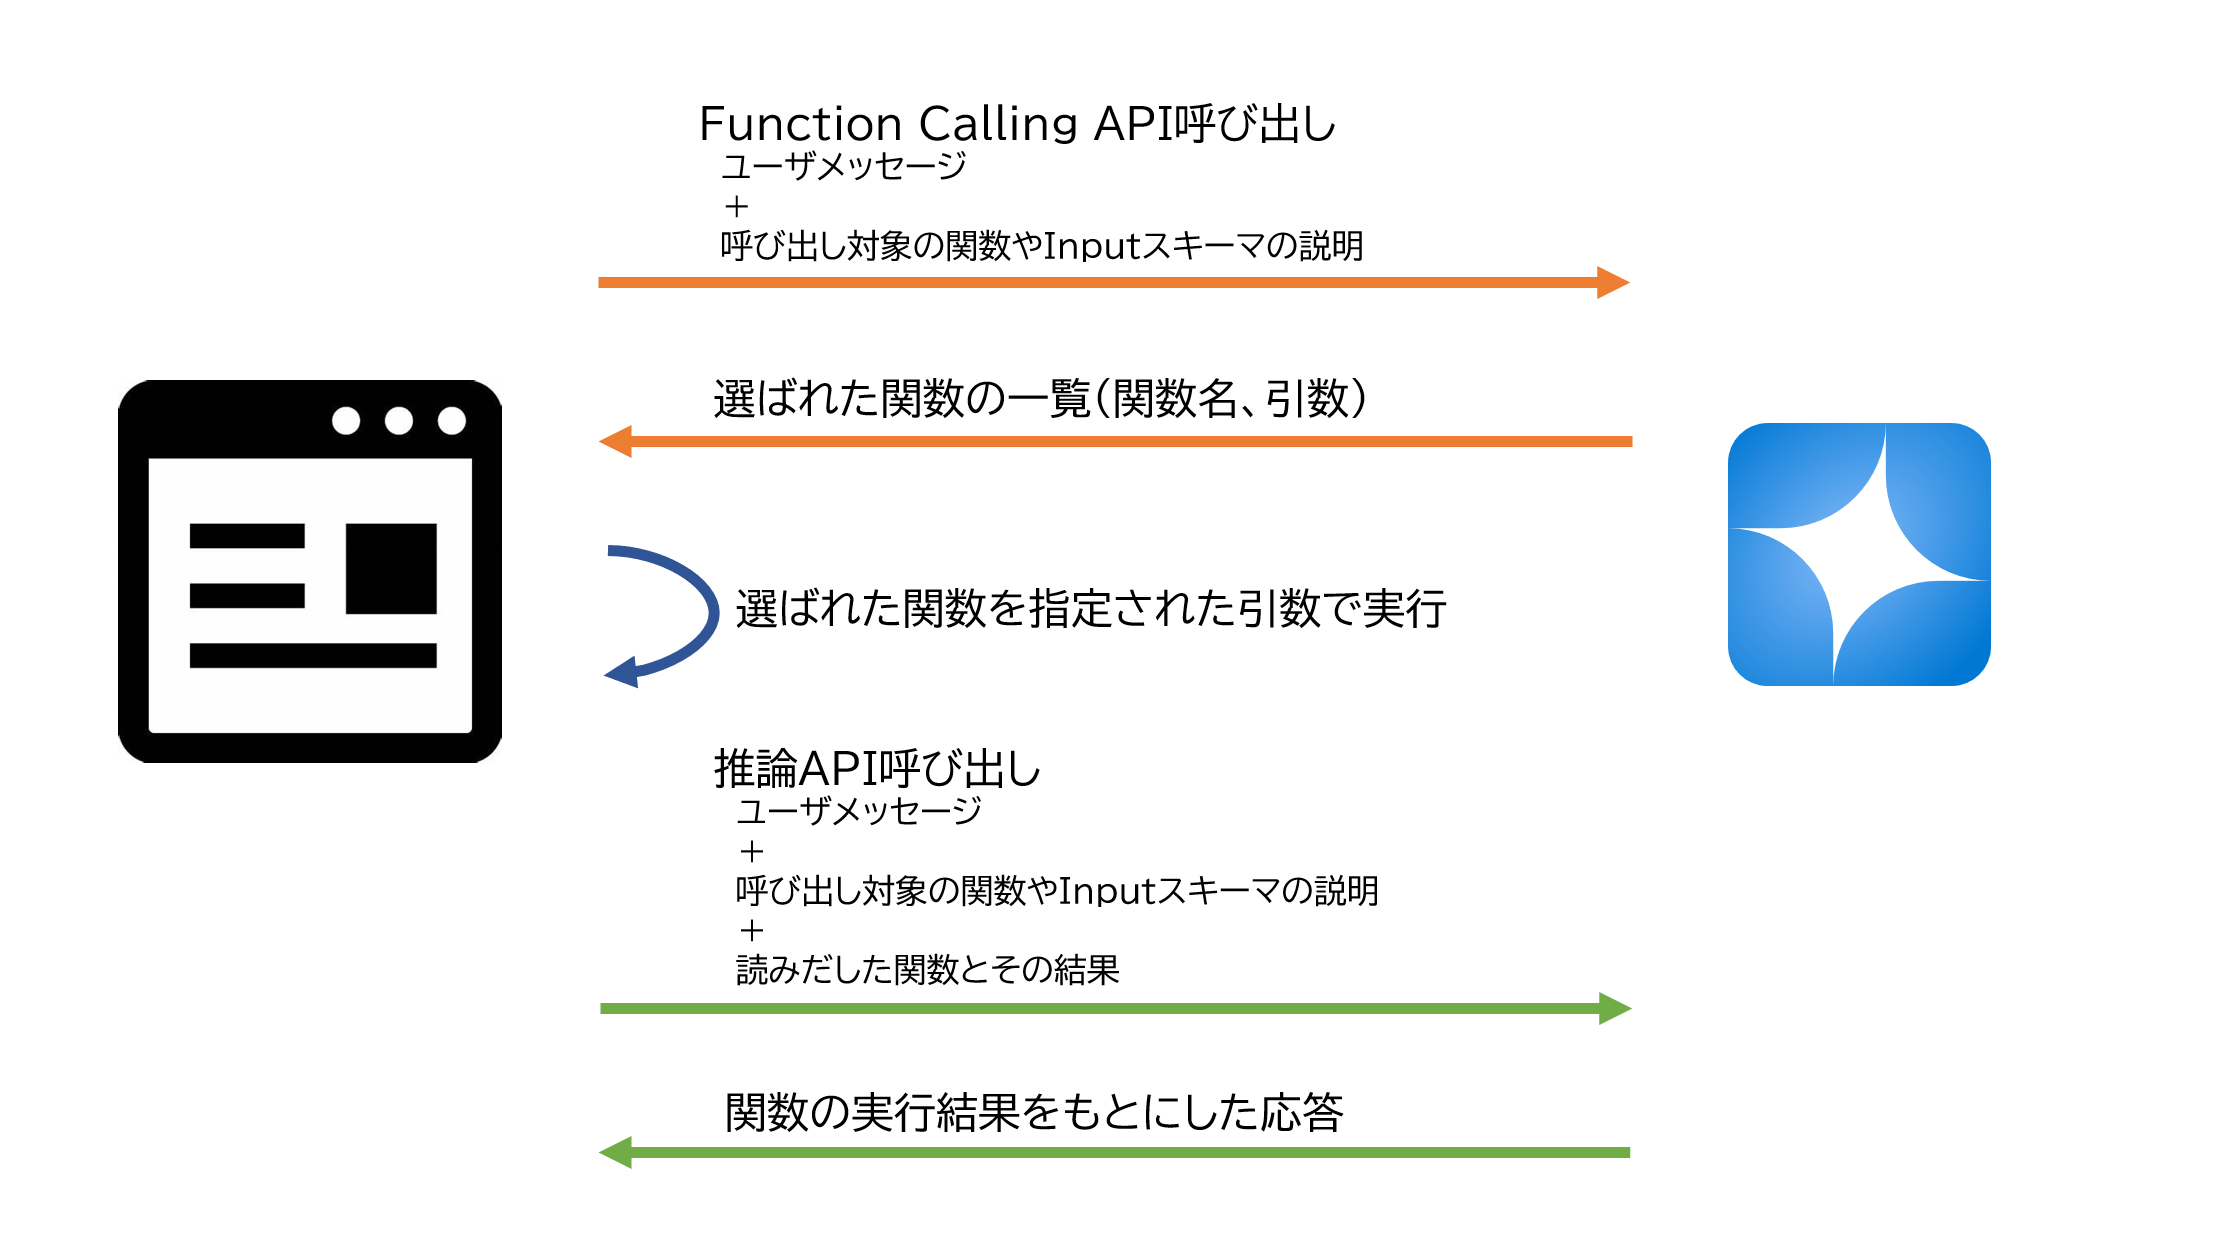 Function Calling API呼び出し
ユーザメッセージ
＋
呼び出し対象の関数やInputスキーマの説明
選ばれた関数の一覧（関数名、引数）
選ばれた関数を指定された引数で実行
推論API呼び出し
ユーザメッセージ
＋
呼び出し対象の関数やInputスキーマの説明
＋
読みだした関数とその結果
関数の実行結果をもとにした応答